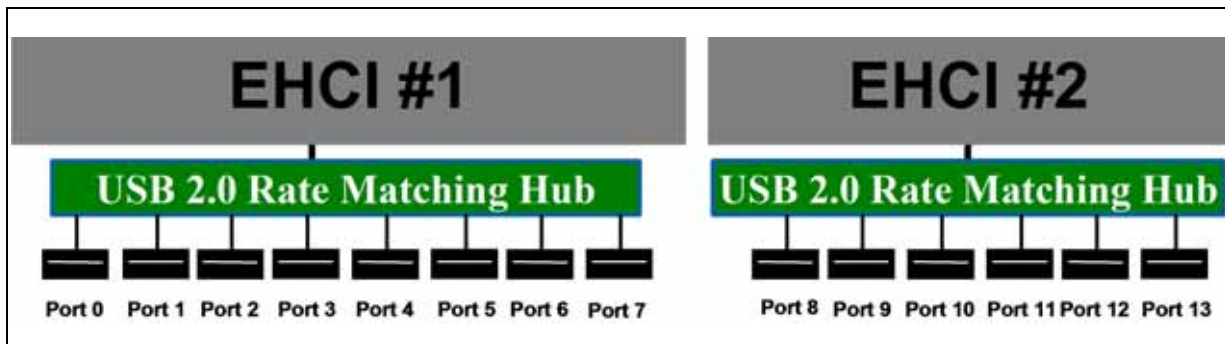 EHCI #1
EHCI #2
USB 2.0 Rate Matching Hub
USB 2.0 Rate Matching Hub
Port 0 Port 1 Port 2 Port 3 Port 4 Port 5 Port 6 Port 7
Port 8 Port 9 Port 10 Port 11 Port 12 Port 13